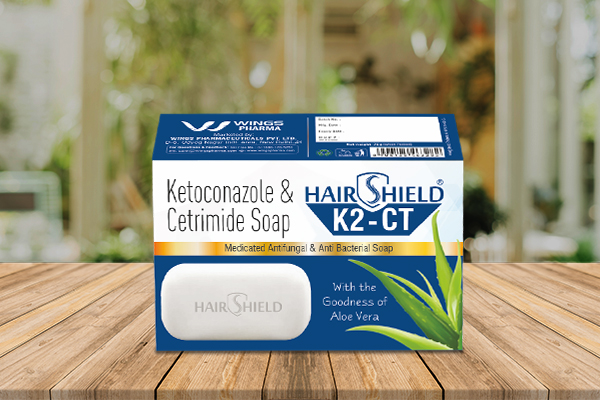 WINGS
PHARMA
Marketed by
WINGS PHARMACEUTICALS PVT. LTD.
Ketoconazole &
Cetrimide Soap
HAIRSHIELD®
K2-CT
Medicated Antifungal & Anti Bacterial Soap
HAIRSHIELD
With the
Goodness of
Aloe Vera